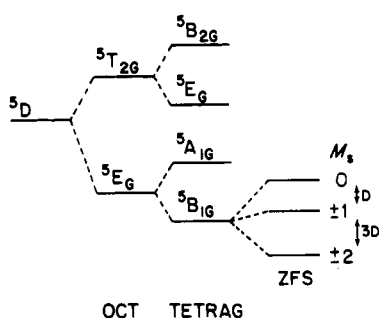 ⁵B₂G
⁵T₂G
⁵D
⁵EG
⁵A₁G
Mₛ
0
D
⁵EG
±1
⁵B₁G
3D
±2
ZFS
OCT TETRAG